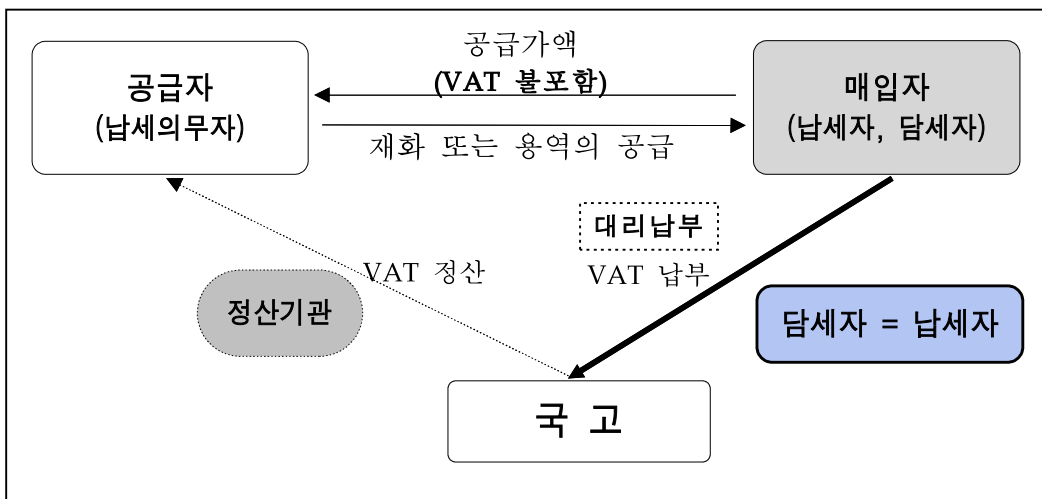 공급가액
(VAT 불포함)
공급자
(납세의무자)
매입자
(납세자, 담세자)
재화 또는 용역의 공급
대리납부
VAT 정산
VAT 납부
정산기관
담세자 = 납세자
국 고